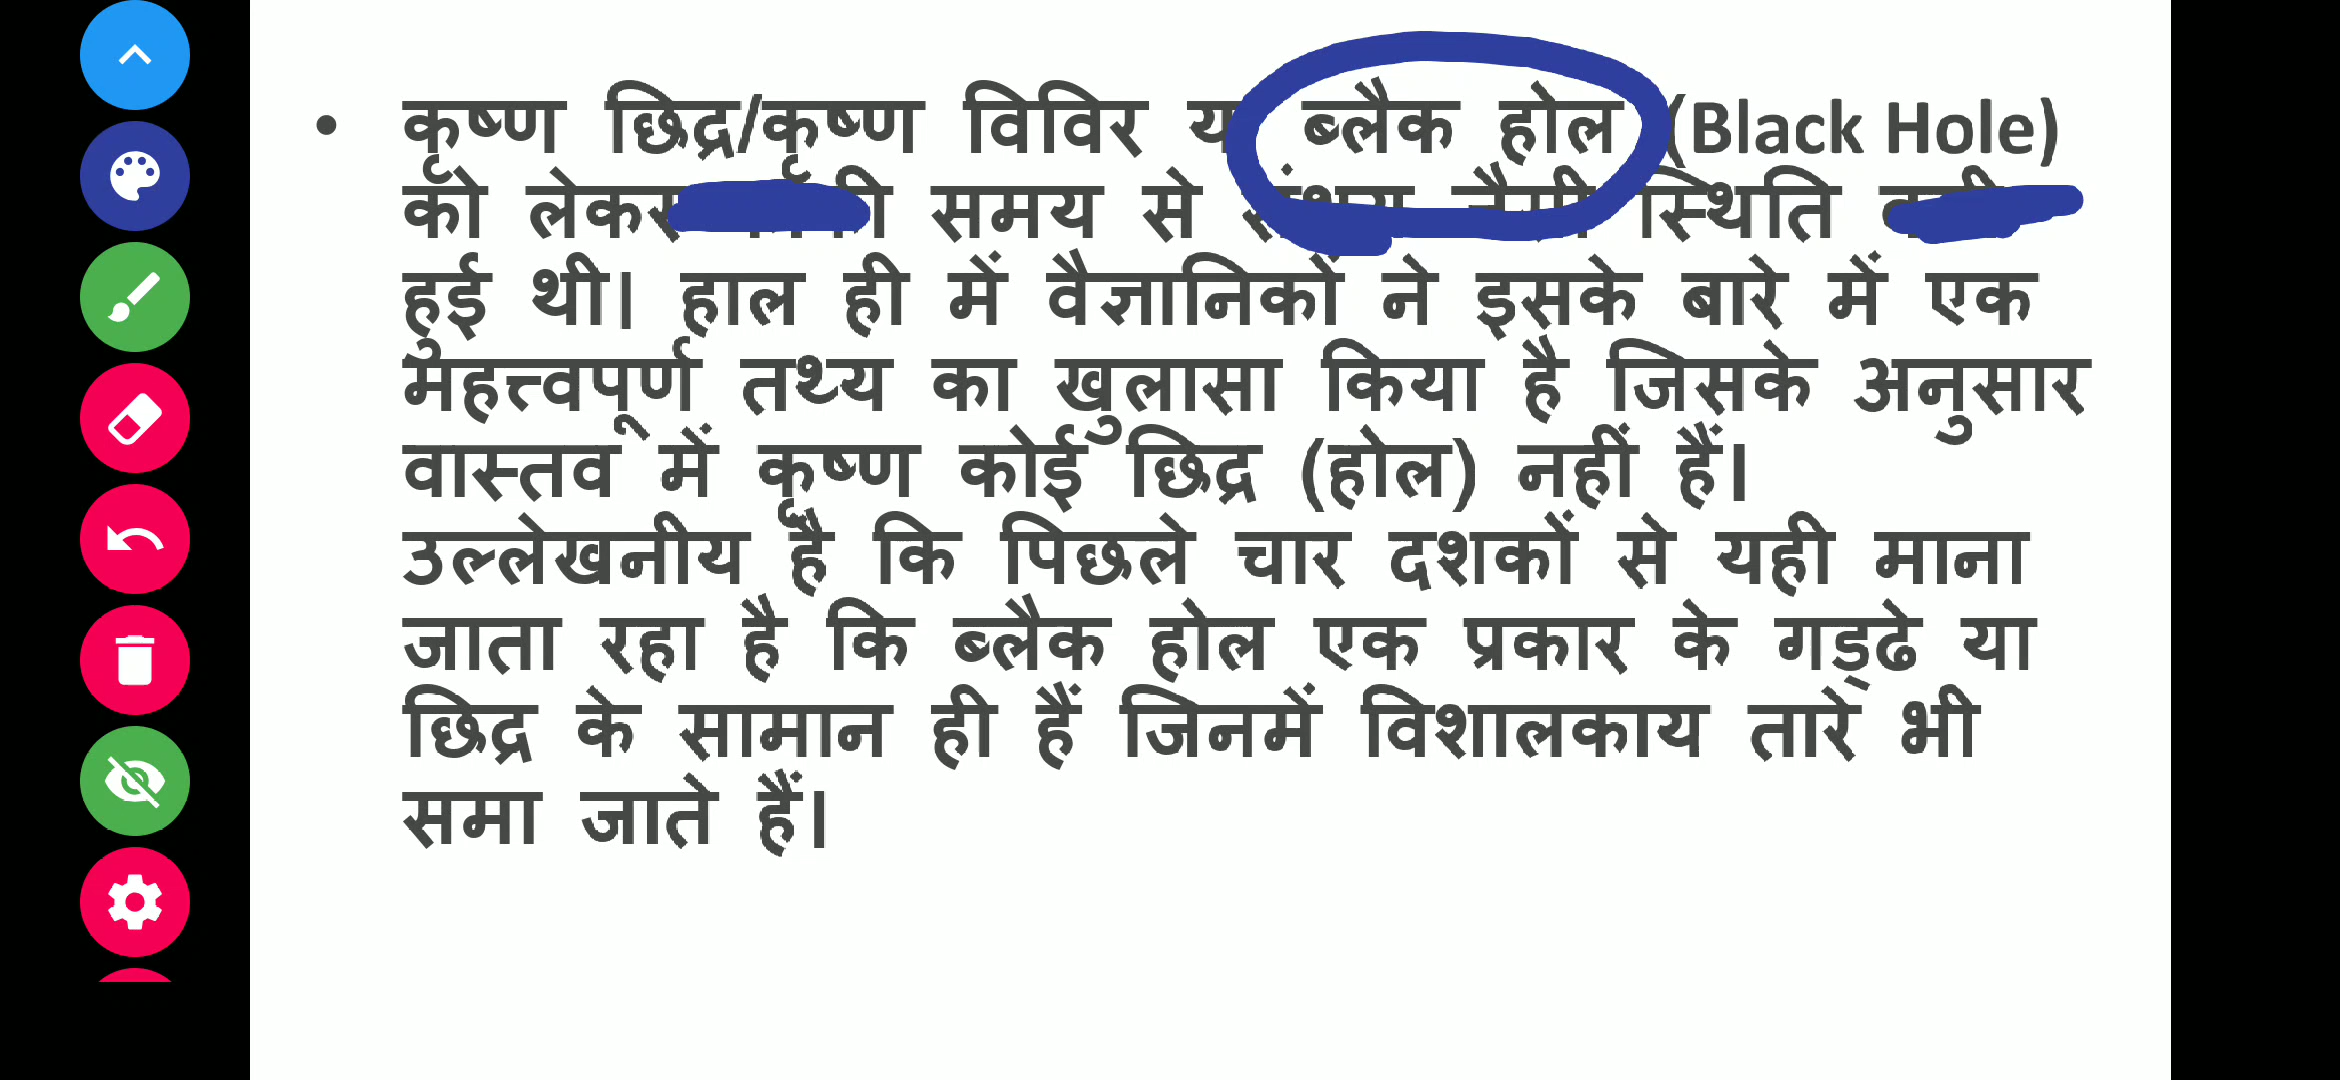 • कृष्ण छिद्र/कृष्ण विविर ब्लैक होल (Black Hole)
को लेकर समय से स्थिति
हुई थी। हाल ही में वैज्ञानिकों ने इसके बारे में एक
महत्त्वपूर्ण तथ्य का खुलासा किया है जिसके अनुसार
वास्तव में कृष्ण कोई छिद्र (होल) नहीं हैं।
उल्लेखनीय है कि पिछले चार दशकों से यही माना
जाता रहा है कि ब्लैक होल एक प्रकार के गड्ढे या
छिद्र के सामान ही हैं जिनमें विशालकाय तारे भी
समा जाते हैं।